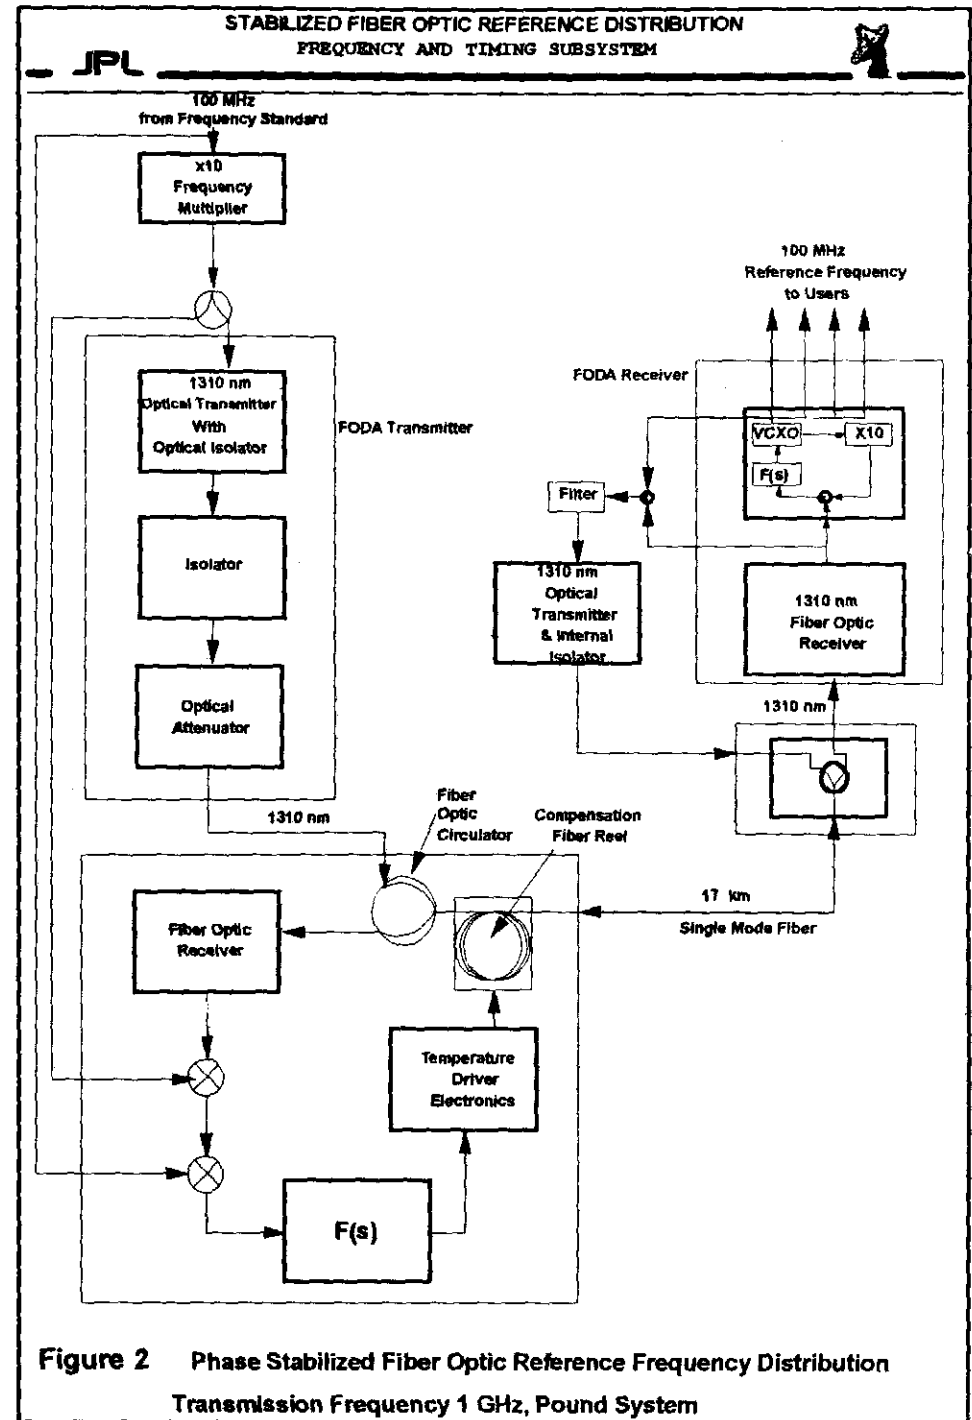 STABILIZED FIBER OPTIC REFERENCE DISTRIBUTION
FREQUENCY AND TIMING SUBSYSTEM
JPL
100 MHz
from Frequency Standard
x10
Frequency
Multiplier
100 MHz
Reference Frequency
to Users
FODA Receiver
1310 nm
Optical Transmitter
With
Optical Isolator
FODA Transmitter
VCXO
X10
F(s)
Filter
Isolator
1310 nm
Optical
Transmitter
& Internal
Isolator
1310 nm
Fiber Optic
Receiver
Optical
Attenuator
1310 nm
1310 nm
Fiber
Optic
Circulator
Compensation
Fiber Reel
17 km
Single Mode Fiber
Fiber Optic
Receiver
Temperature
Driver
Electronics
F(s)
Figure 2 Phase Stabilized Fiber Optic Reference Frequency Distribution
Transmission Frequency 1 GHz, Pound System